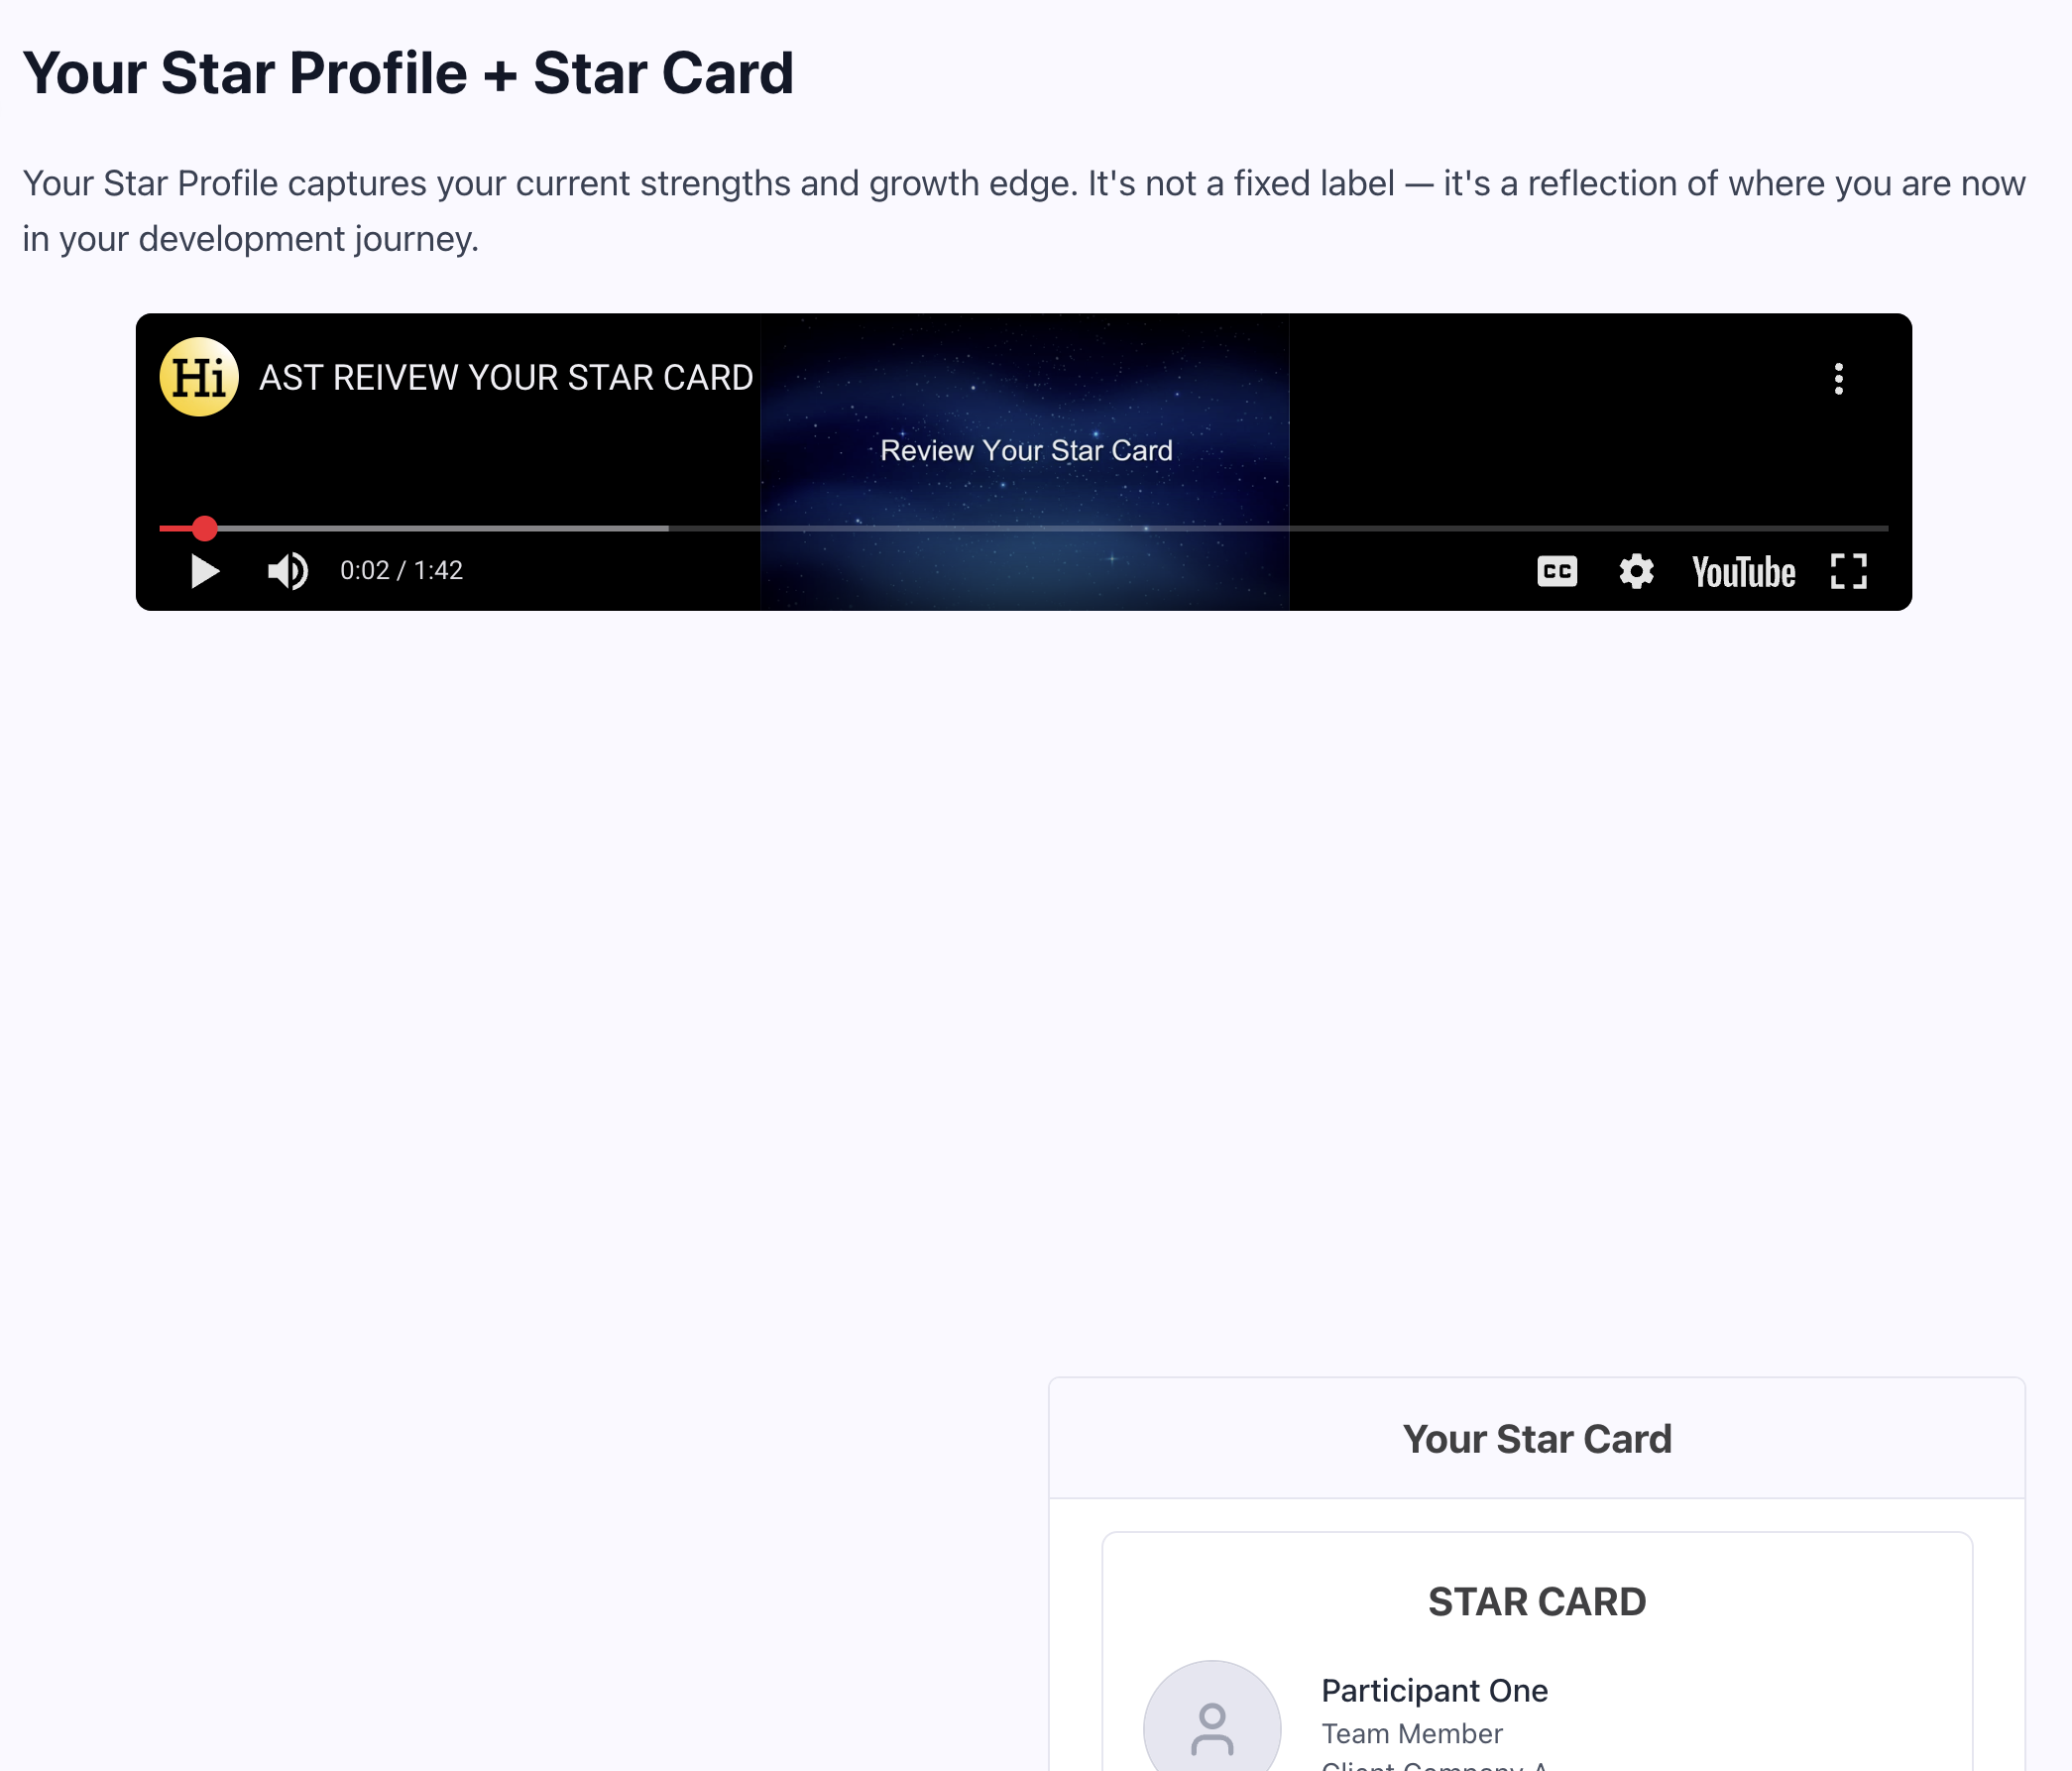 Your Star Profile + Star Card
Your Star Profile captures your current strengths and growth edge. It's not a fixed label — it's a reflection of where you are now
in your development journey.
Hi
AST REIVEW YOUR STAR CARD
Review Your Star Card
0:02 / 1:42
CC
YouTube
Your Star Card
STAR CARD
Participant One
Team Member
Client Company A